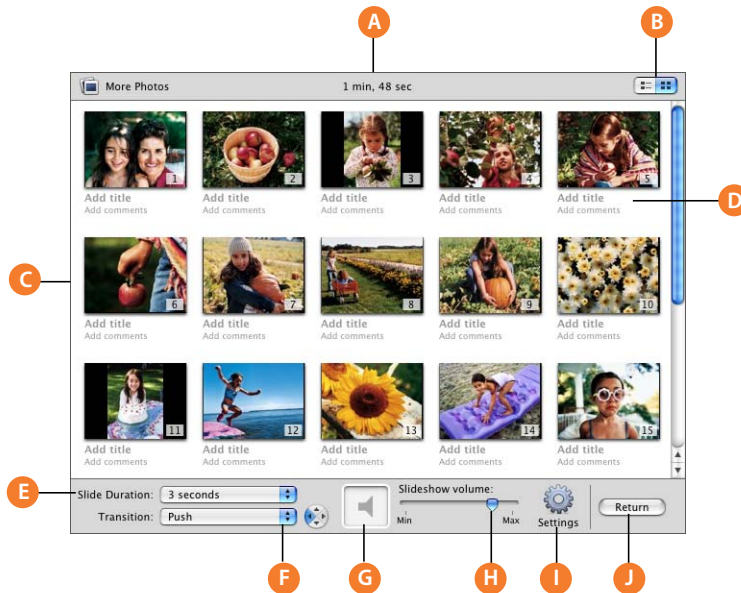 A B
More Photos 1 min, 48 sec
1 2 3 4 5
Add title Add title Add title Add title Add title
Add comments Add comments Add comments Add comments Add comments
D
C
6 7 8 9 10
Add title Add title Add title Add title Add title
Add comments Add comments Add comments Add comments Add comments
11 12 13 14 15
Add title Add title Add title Add title Add title
Add comments Add comments Add comments Add comments Add comments
E Slide Duration: 3 seconds Slideshow volume:
Transition: Push Min Max Settings Return
F G H I J